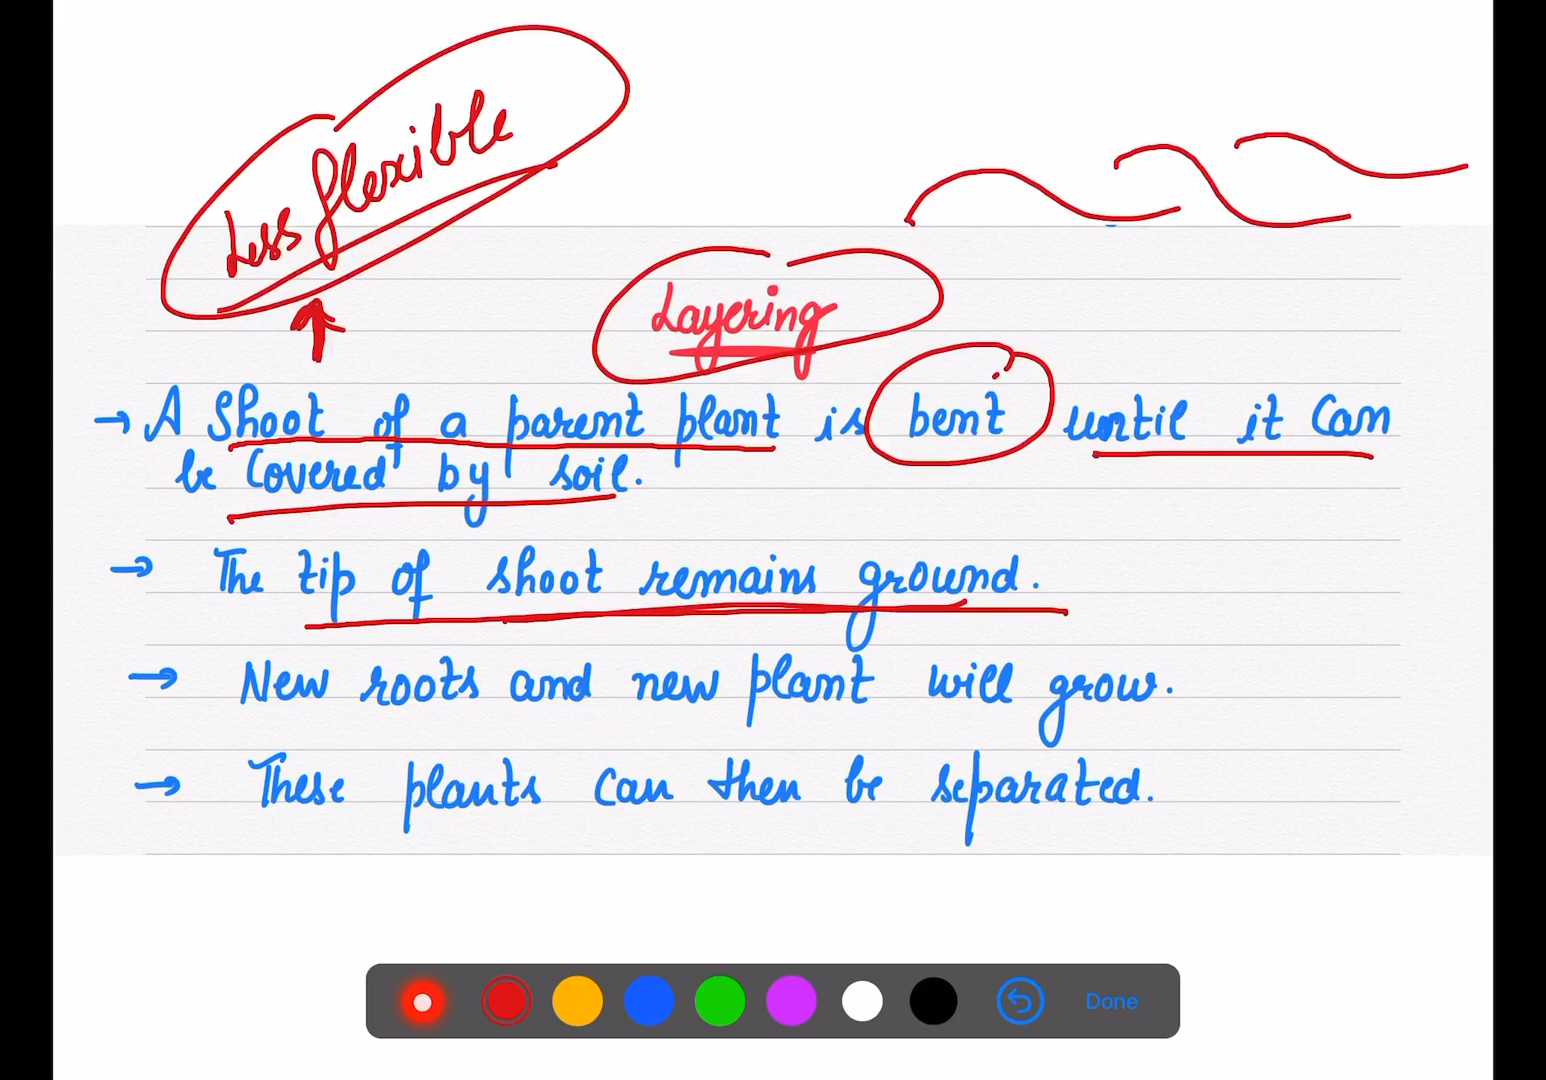 Less flexible
Layering
→ A Shoot of a parent plant is bent until it Can
be Covered by soil.
→ The tip of shoot remains ground.
→ New roots and new plant will grow.
→ These plants can then be separated.
Done